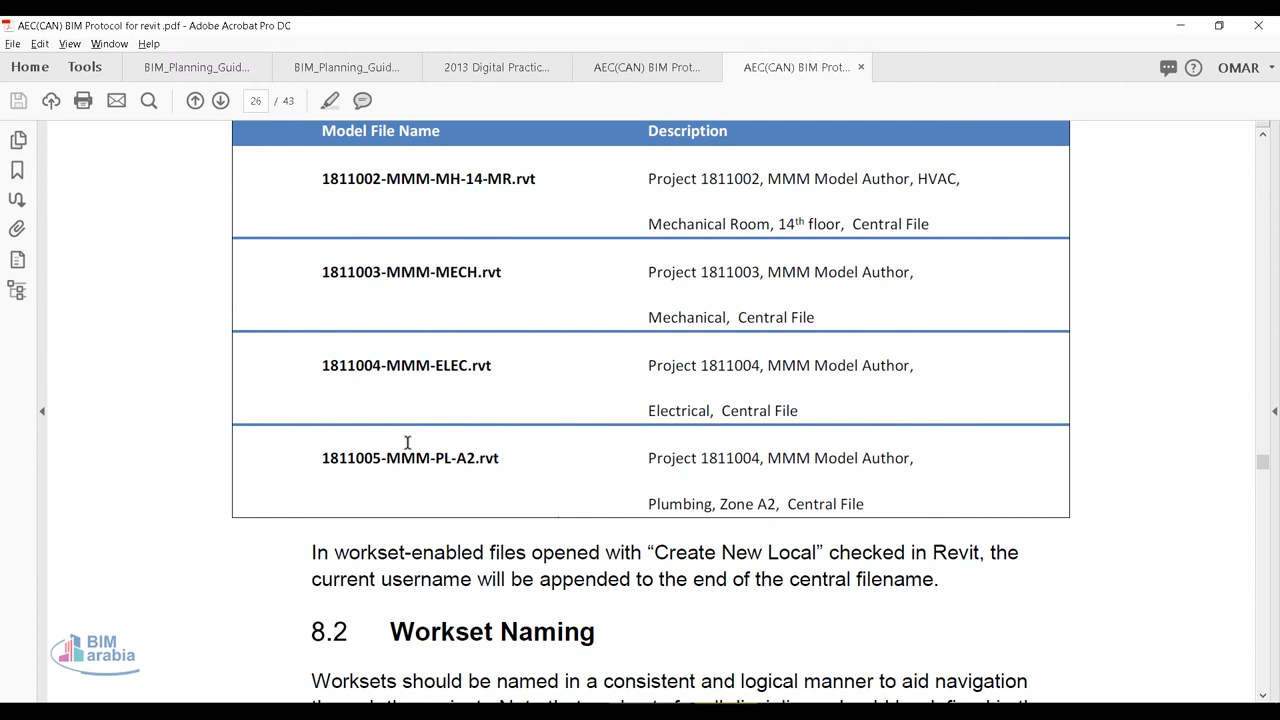 AEC(CAN) BIM Protocol for revit .pdf - Adobe Acrobat Pro DC
File Edit View Window Help
Home Tools BIM_Planning_Guid... BIM_Planning_Guid... 2013 Digital Practic... AEC(CAN) BIM Prot... AEC(CAN) BIM Prot... × OMAR
26 / 43
Model File Name Description
1811002-MMM-MH-14-MR.rvt Project 1811002, MMM Model Author, HVAC,
Mechanical Room, 14th floor, Central File
1811003-MMM-MECH.rvt Project 1811003, MMM Model Author,
Mechanical, Central File
1811004-MMM-ELEC.rvt Project 1811004, MMM Model Author,
Electrical, Central File
1811005-MMM-PL-A2.rvt Project 1811004, MMM Model Author,
Plumbing, Zone A2, Central File
In workset-enabled files opened with “Create New Local” checked in Revit, the
current username will be appended to the end of the central filename.
8.2 Workset Naming
BIM
arabia
Worksets should be named in a consistent and logical manner to aid navigation